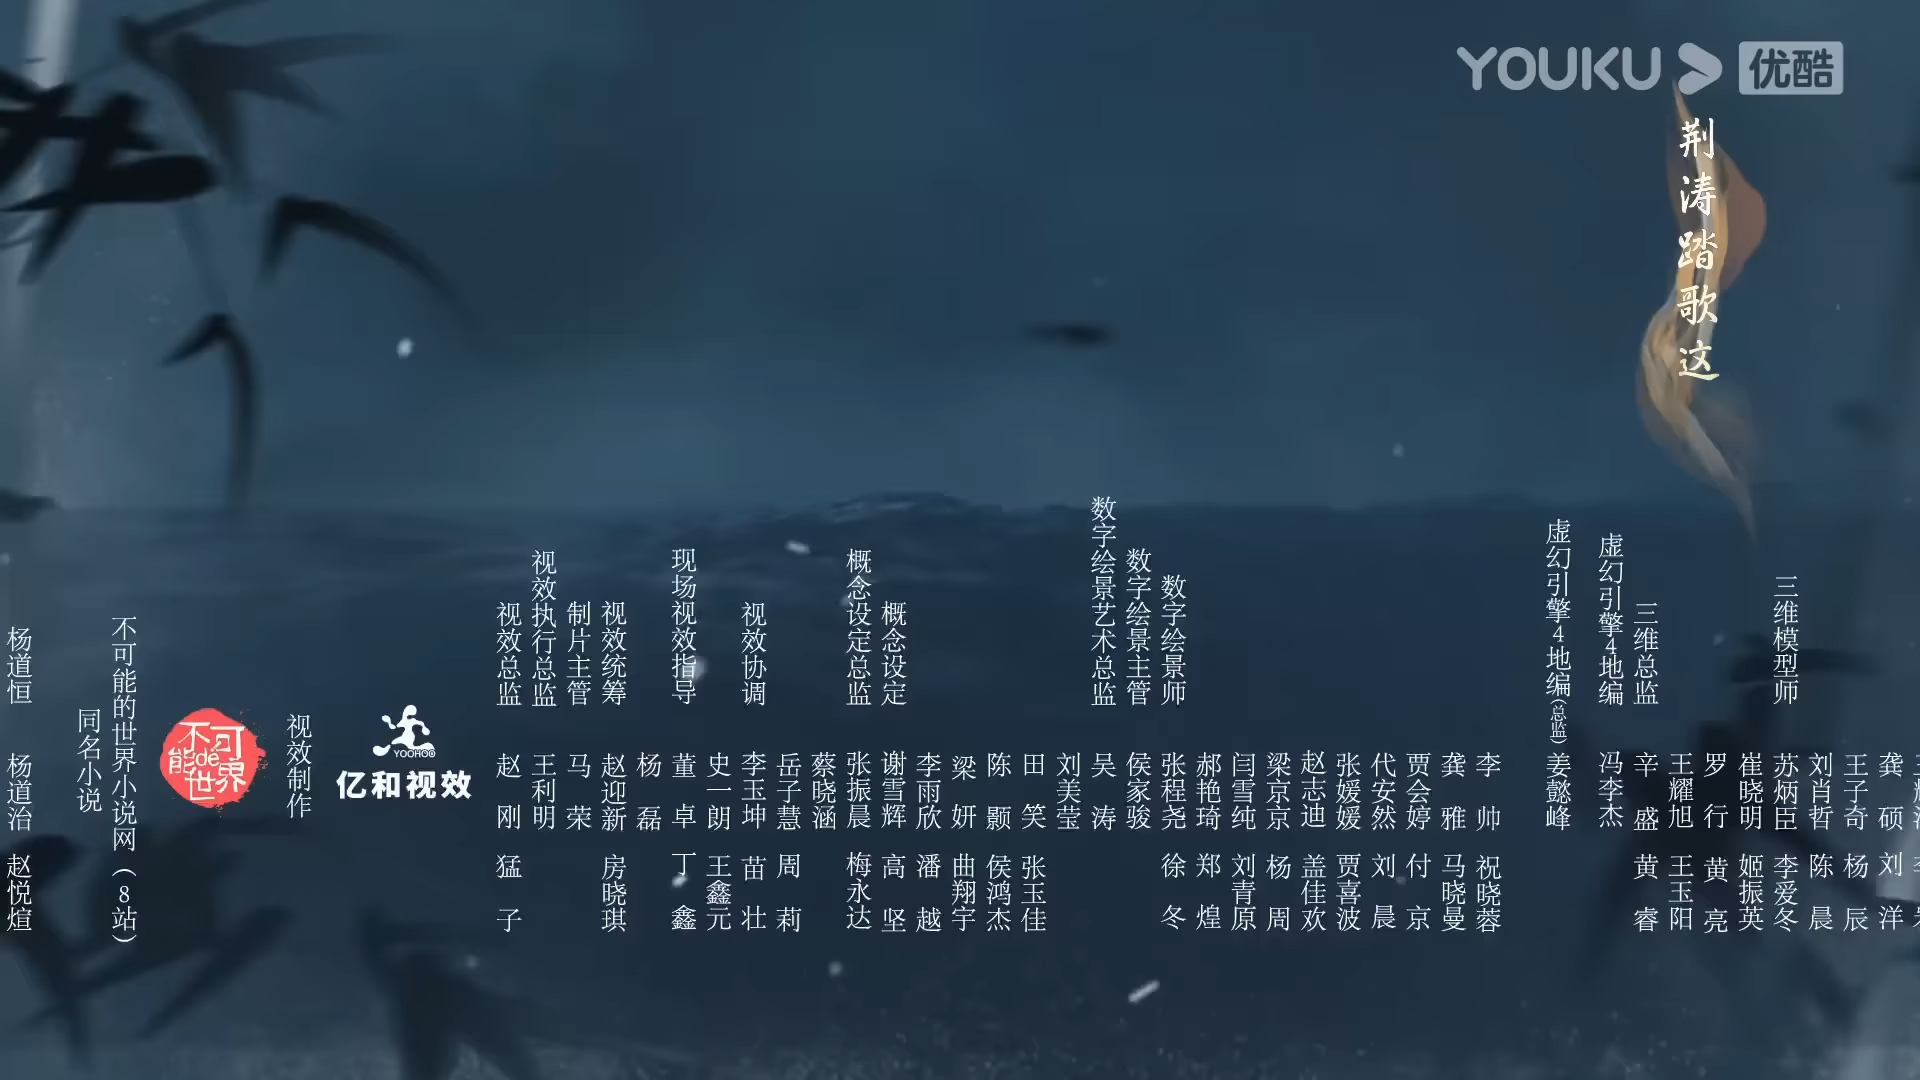 YOUKU 优酷
荆涛踏歌这
杨道恒
杨道治
赵悦煊
同名小说
不可能的世界小说网（8站）
不可能de世界
视效制作
YOOHOO
亿和视效
视效总监
赵刚
猛子
视效执行总监
王利明
制片主管
马荣
视效统筹
赵迎新
房晓琪
杨磊
现场视效指导
董卓
丁鑫
史一朗
王鑫元
视效协调
李玉坤
苗壮
岳子慧
周莉
蔡晓涵
概念设定总监
张振晨
梅永达
概念设定
谢雪辉
高坚
李雨欣
潘越
梁妍
曲翔宇
陈颢
侯鸿杰
田笑
张玉佳
刘美莹
数字绘景艺术总监
吴涛
数字绘景主管
侯家骏
数字绘景师
张程尧
徐冬
郝艳琦
郑煌
闫雪纯
刘青原
梁京京
杨周
赵志迪
盖佳欢
张媛媛
贾喜波
代安然
刘晨
贾会婷
付京
龚雅
马晓曼
李帅
祝晓蓉
虚幻引擎4地编（总监）
姜懿峰
虚幻引擎4地编
冯李杰
三维总监
辛盛
黄睿
王耀旭
王玉阳
罗行
黄亮
崔晓明
姬振英
三维模型师
苏炳臣
李爱冬
刘肖哲
陈晨
王子奇
杨辰
龚硕
刘洋